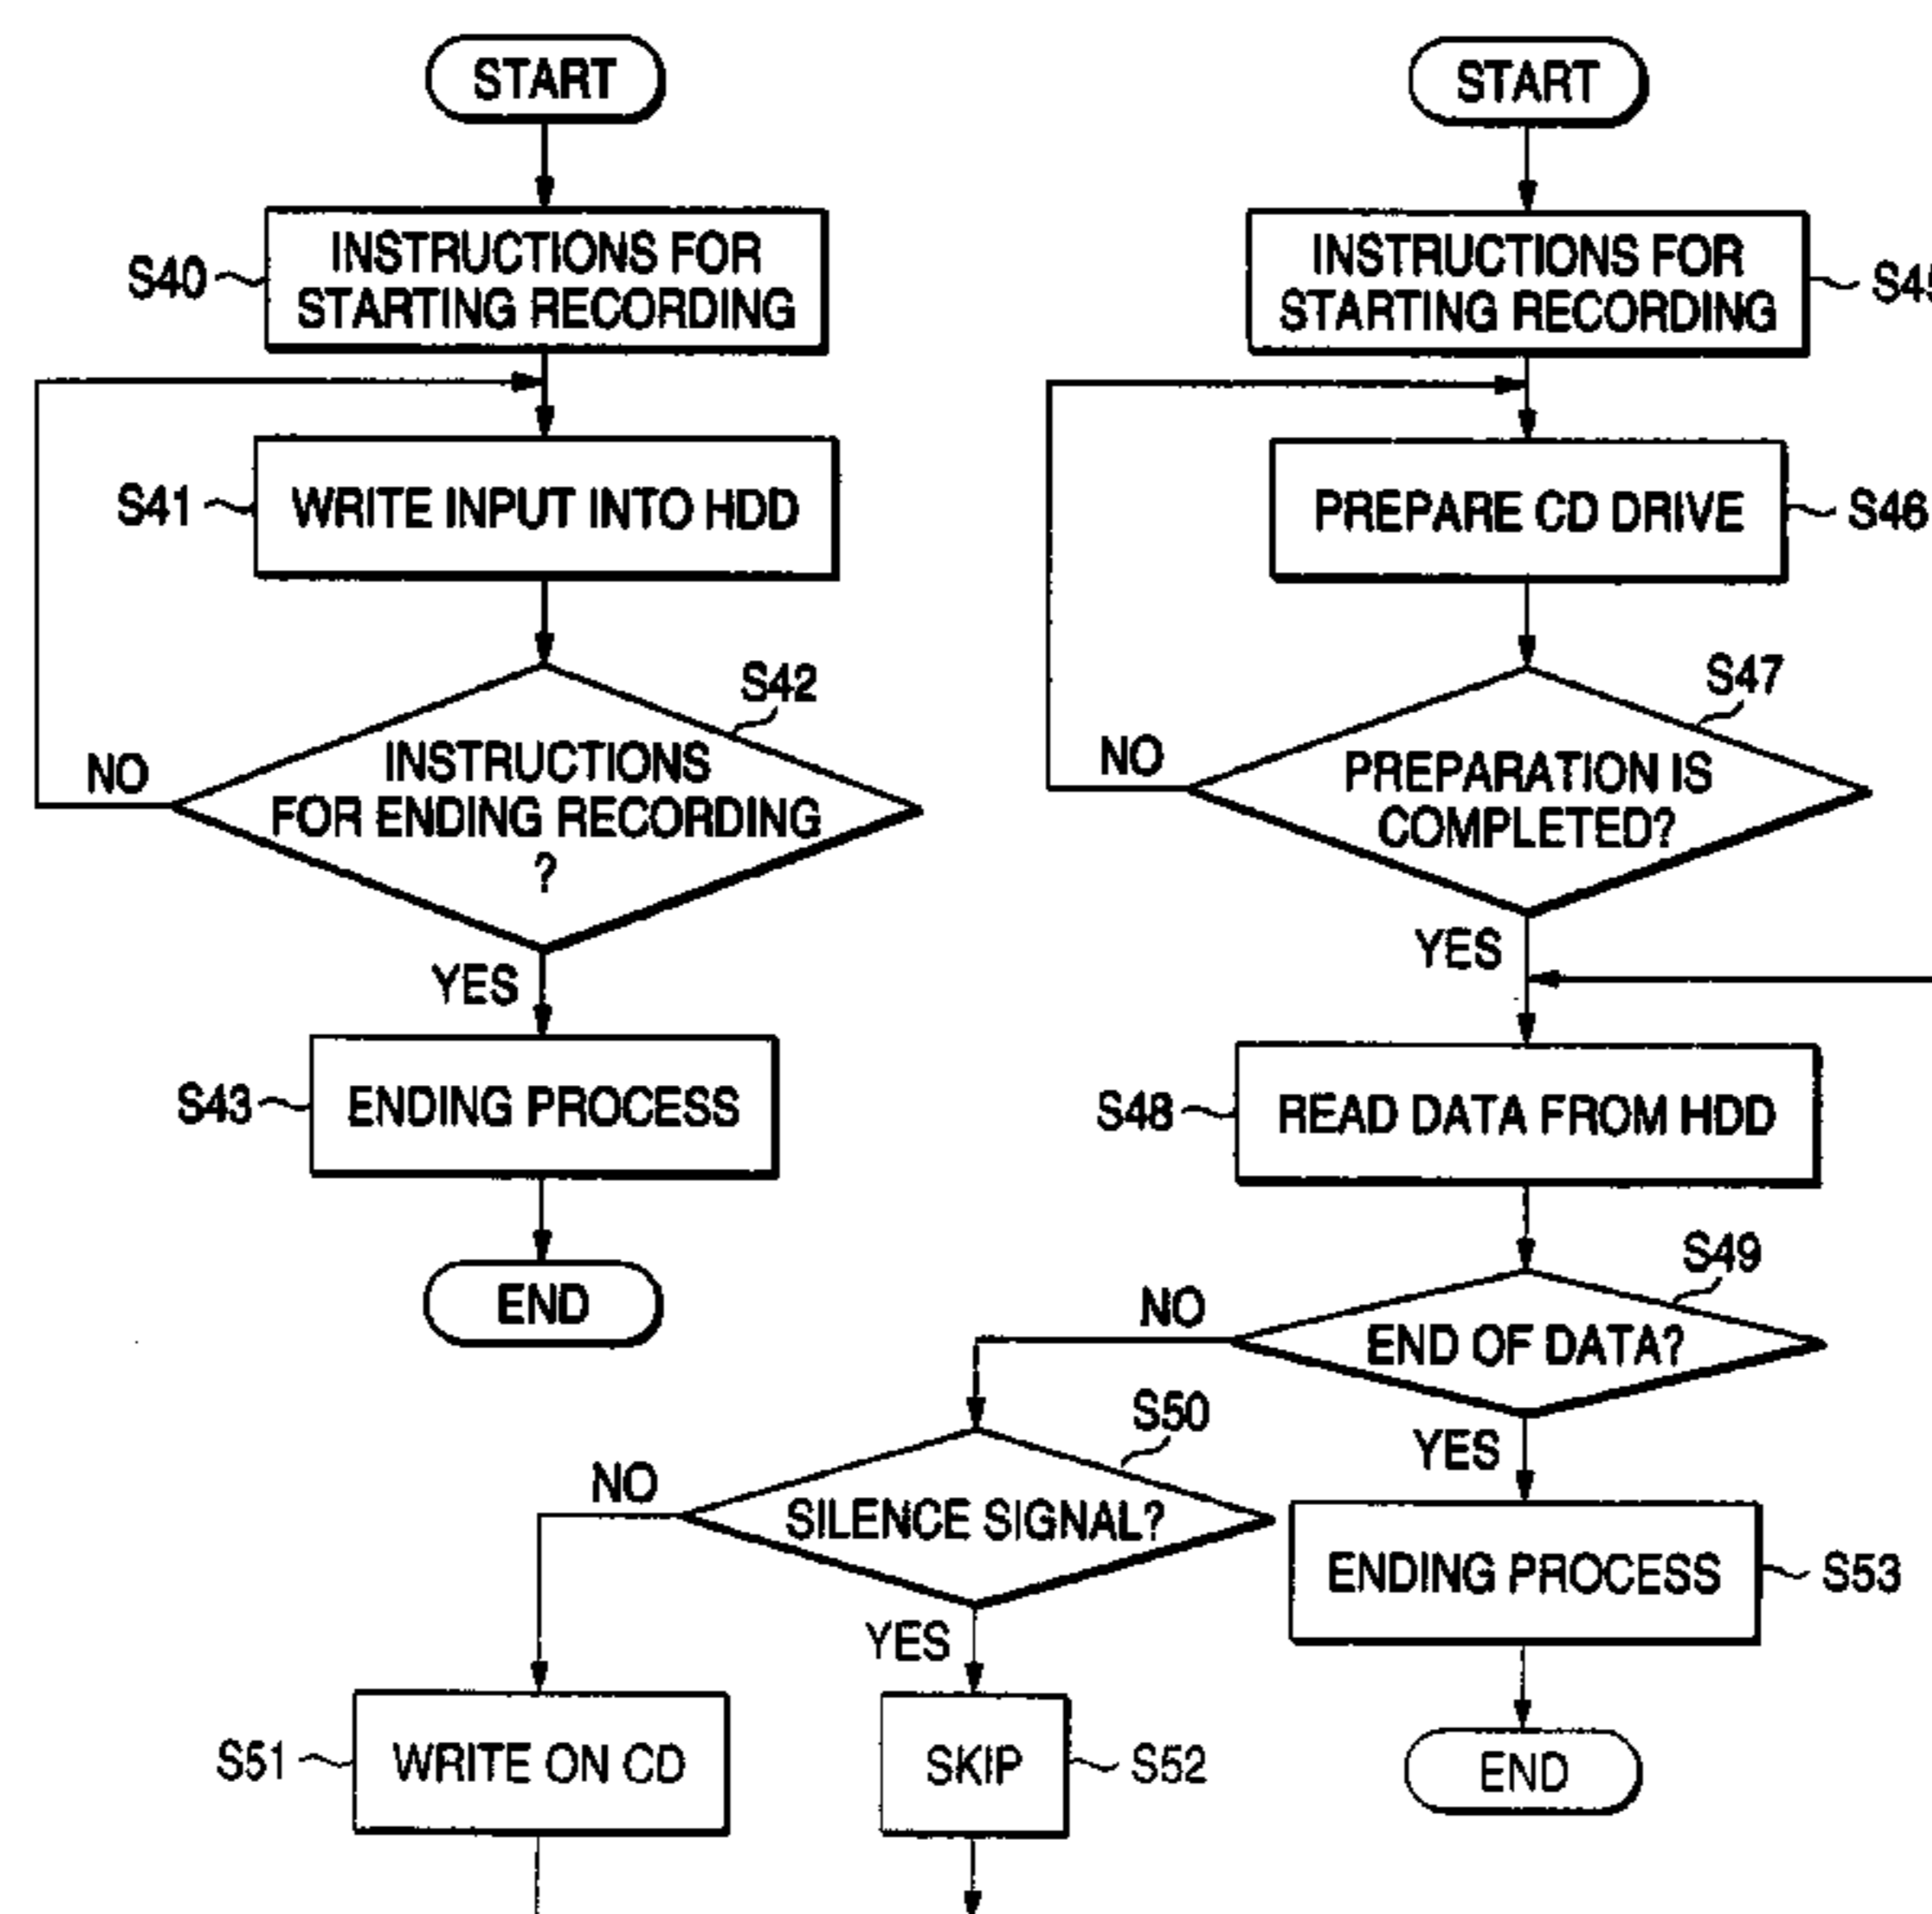 START
S40
INSTRUCTIONS FOR
STARTING RECORDING
S41
WRITE INPUT INTO HDD
S42
INSTRUCTIONS
FOR ENDING RECORDING
?
NO
YES
S43
ENDING PROCESS
END
START
INSTRUCTIONS FOR
STARTING RECORDING
PREPARE CD DRIVE
S46
S47
PREPARATION IS
COMPLETED?
NO
YES
S48
READ DATA FROM HDD
S49
END OF DATA?
NO
YES
S50
SILENCE SIGNAL?
NO
YES
ENDING PROCESS
S53
END
S51
WRITE ON CD
SKIP
S52